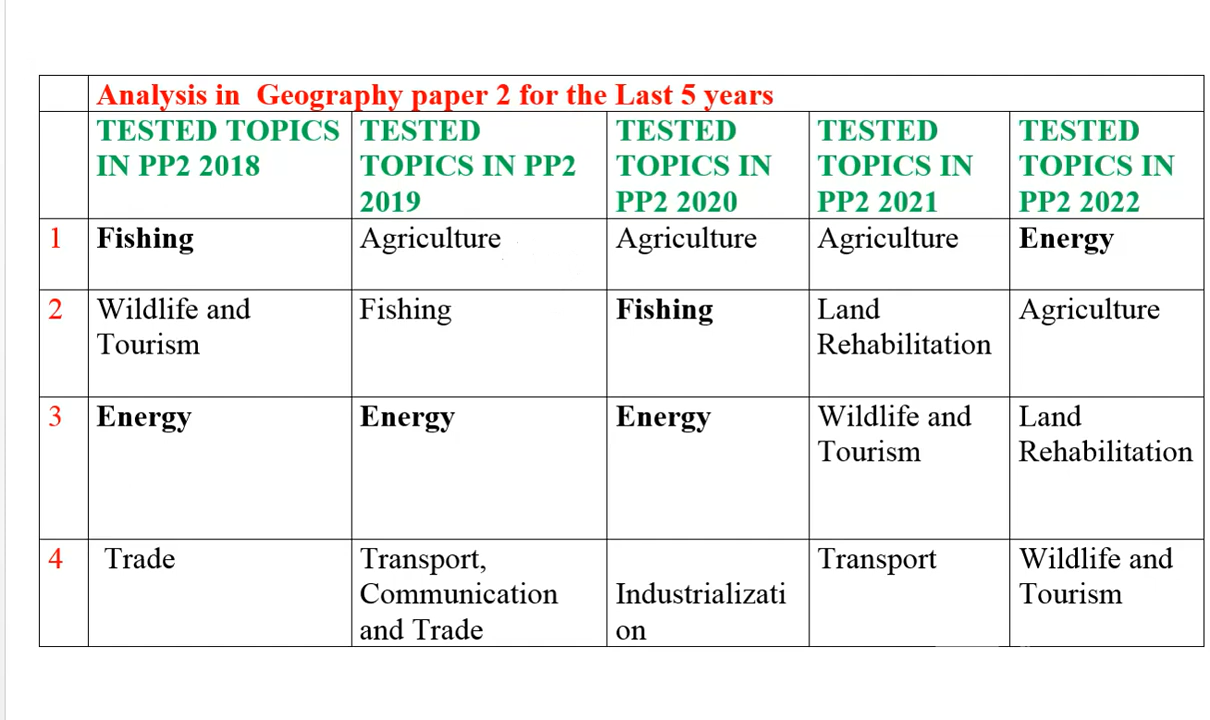 Analysis in Geography paper 2 for the Last 5 years
TESTED TOPICS
IN PP2 2018
TESTED
TOPICS IN PP2
2019
TESTED
TOPICS IN
PP2 2020
TESTED
TOPICS IN
PP2 2021
TESTED
TOPICS IN
PP2 2022
1
Fishing
Agriculture
Agriculture
Agriculture
Energy
2
Wildlife and
Tourism
Fishing
Fishing
Land
Rehabilitation
Agriculture
3
Energy
Energy
Energy
Wildlife and
Tourism
Land
Rehabilitation
4
Trade
Transport,
Communication
and Trade
Industrializati
on
Transport
Wildlife and
Tourism